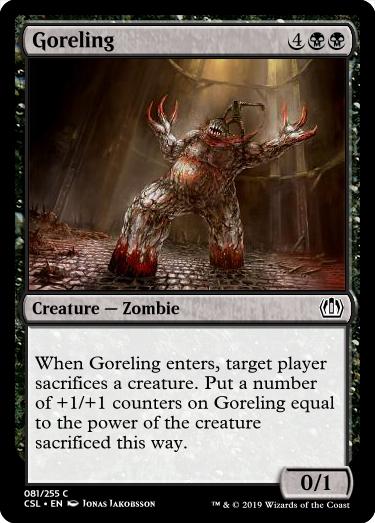 Goreling 4
Creature — Zombie
When Goreling enters, target player
sacrifices a creature. Put a number
of +1/+1 counters on Goreling equal
to the power of the creature
sacrificed this way.
0/1
081/255 C
CSL • EN Jonas Jakobsson
™ & © 2019 Wizards of the Coast